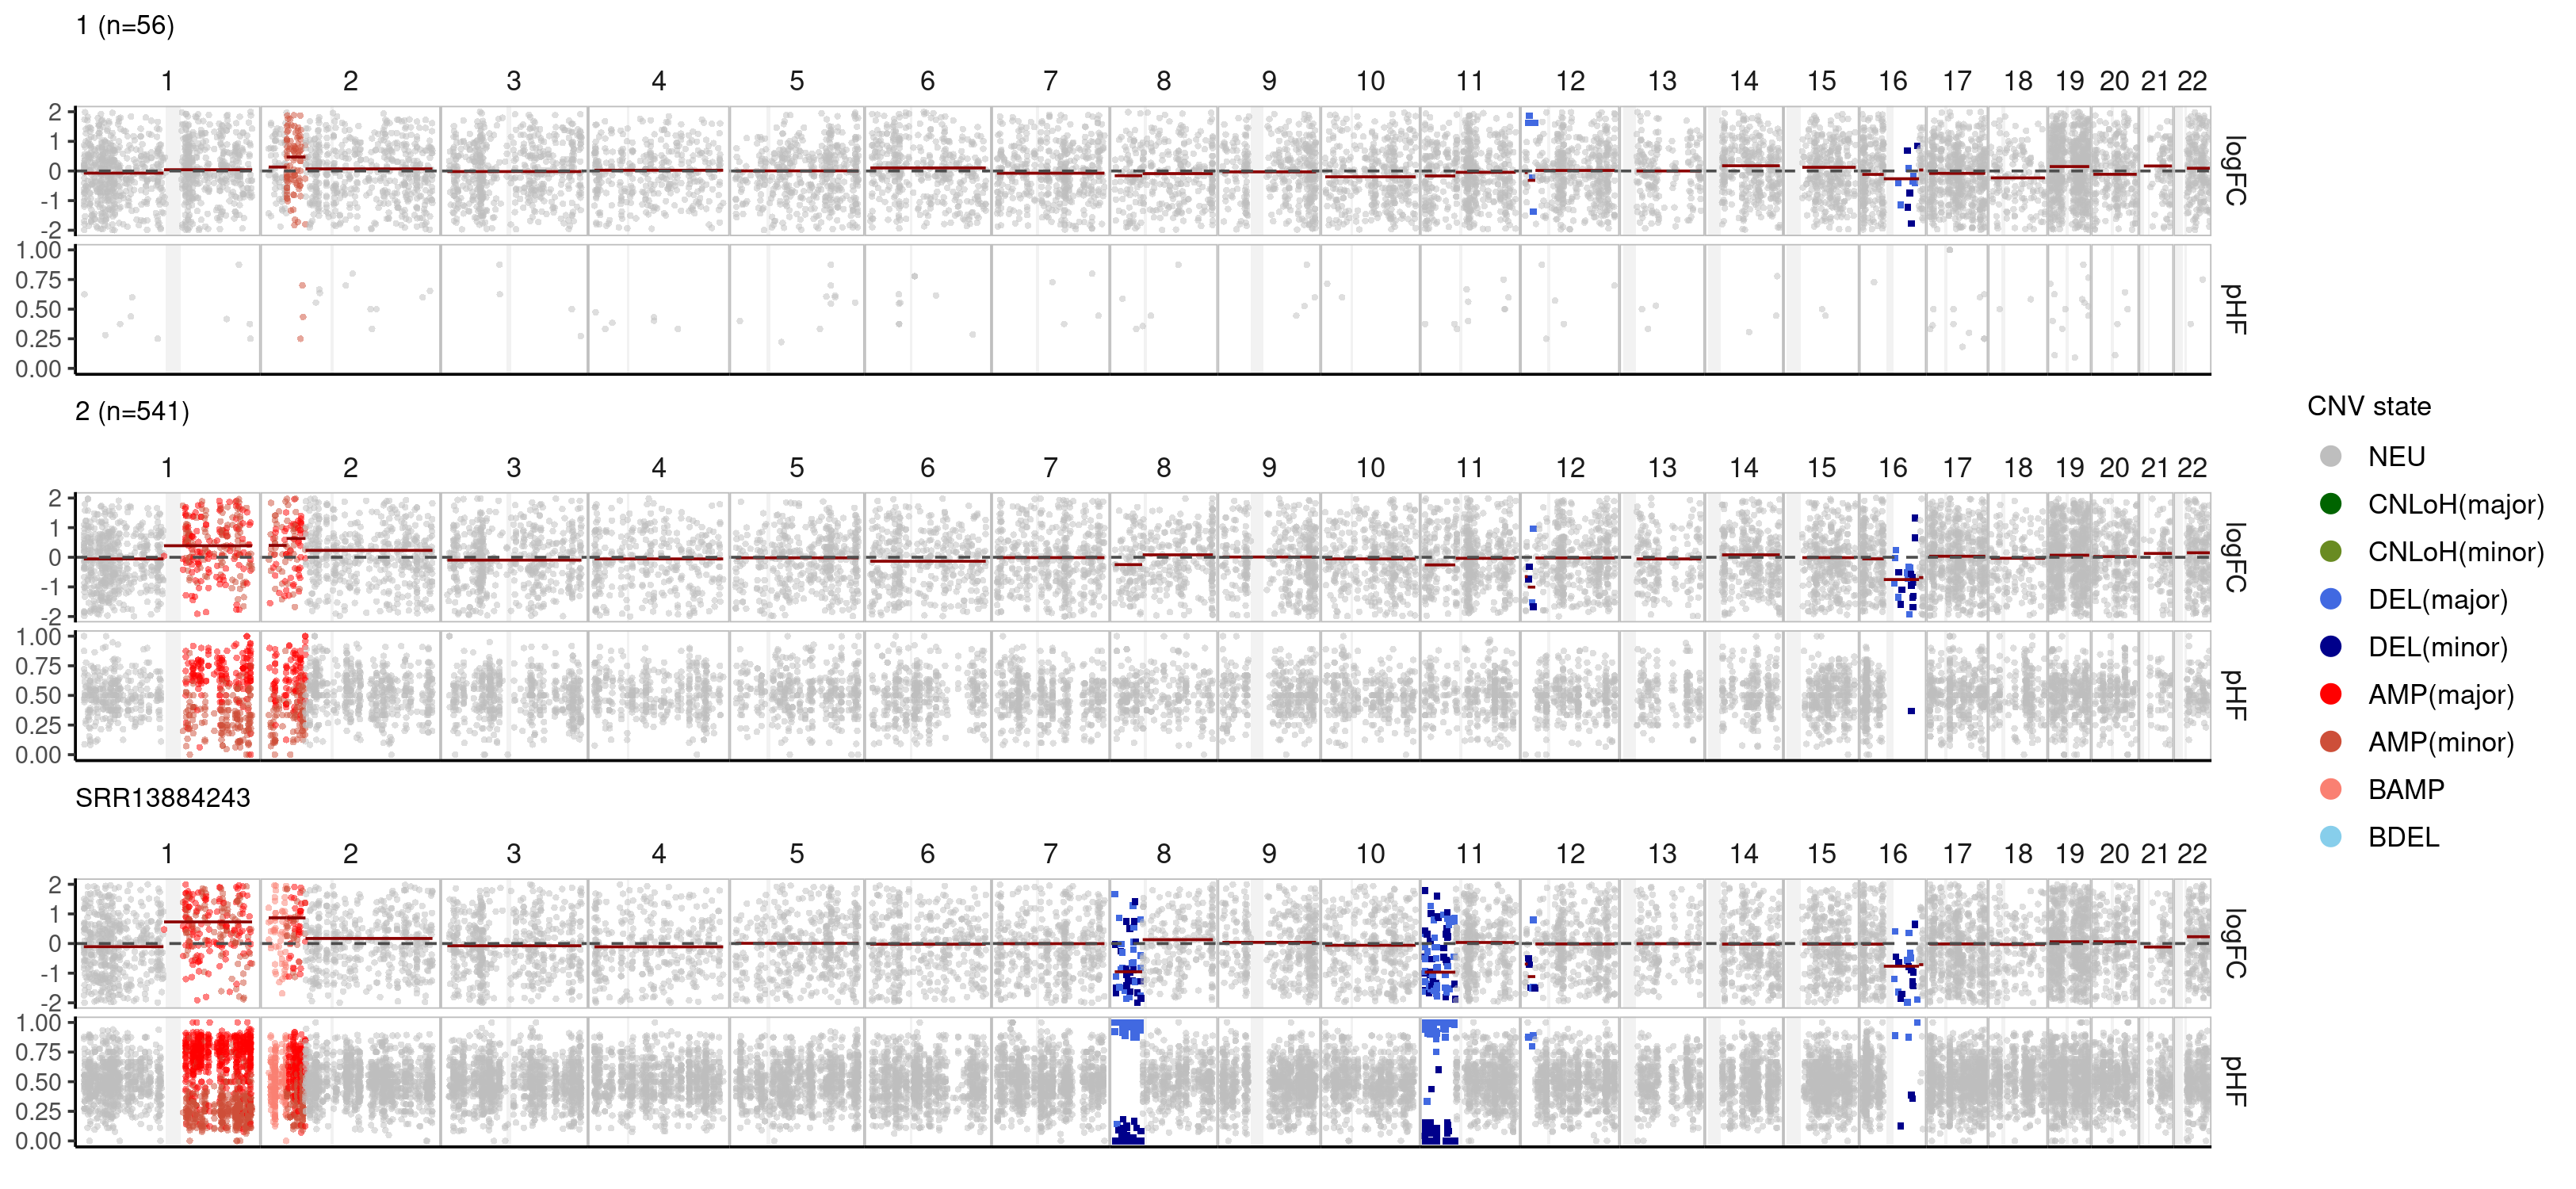 1 (n=56)
1 2 3 4 5 6 7 8 9 10 11 12 13 14 15 16 17 18 19 20 21 22
2
1
0
-1
-2
logFC
1.00
0.75
0.50
0.25
0.00
pHF
2 (n=541)
1 2 3 4 5 6 7 8 9 10 11 12 13 14 15 16 17 18 19 20 21 22
2
1
0
-1
-2
logFC
1.00
0.75
0.50
0.25
0.00
pHF
SRR13884243
1 2 3 4 5 6 7 8 9 10 11 12 13 14 15 16 17 18 19 20 21 22
2
1
0
-1
-2
logFC
1.00
0.75
0.50
0.25
0.00
pHF
CNV state
NEU
CNLoH(major)
CNLoH(minor)
DEL(major)
DEL(minor)
AMP(major)
AMP(minor)
BAMP
BDEL